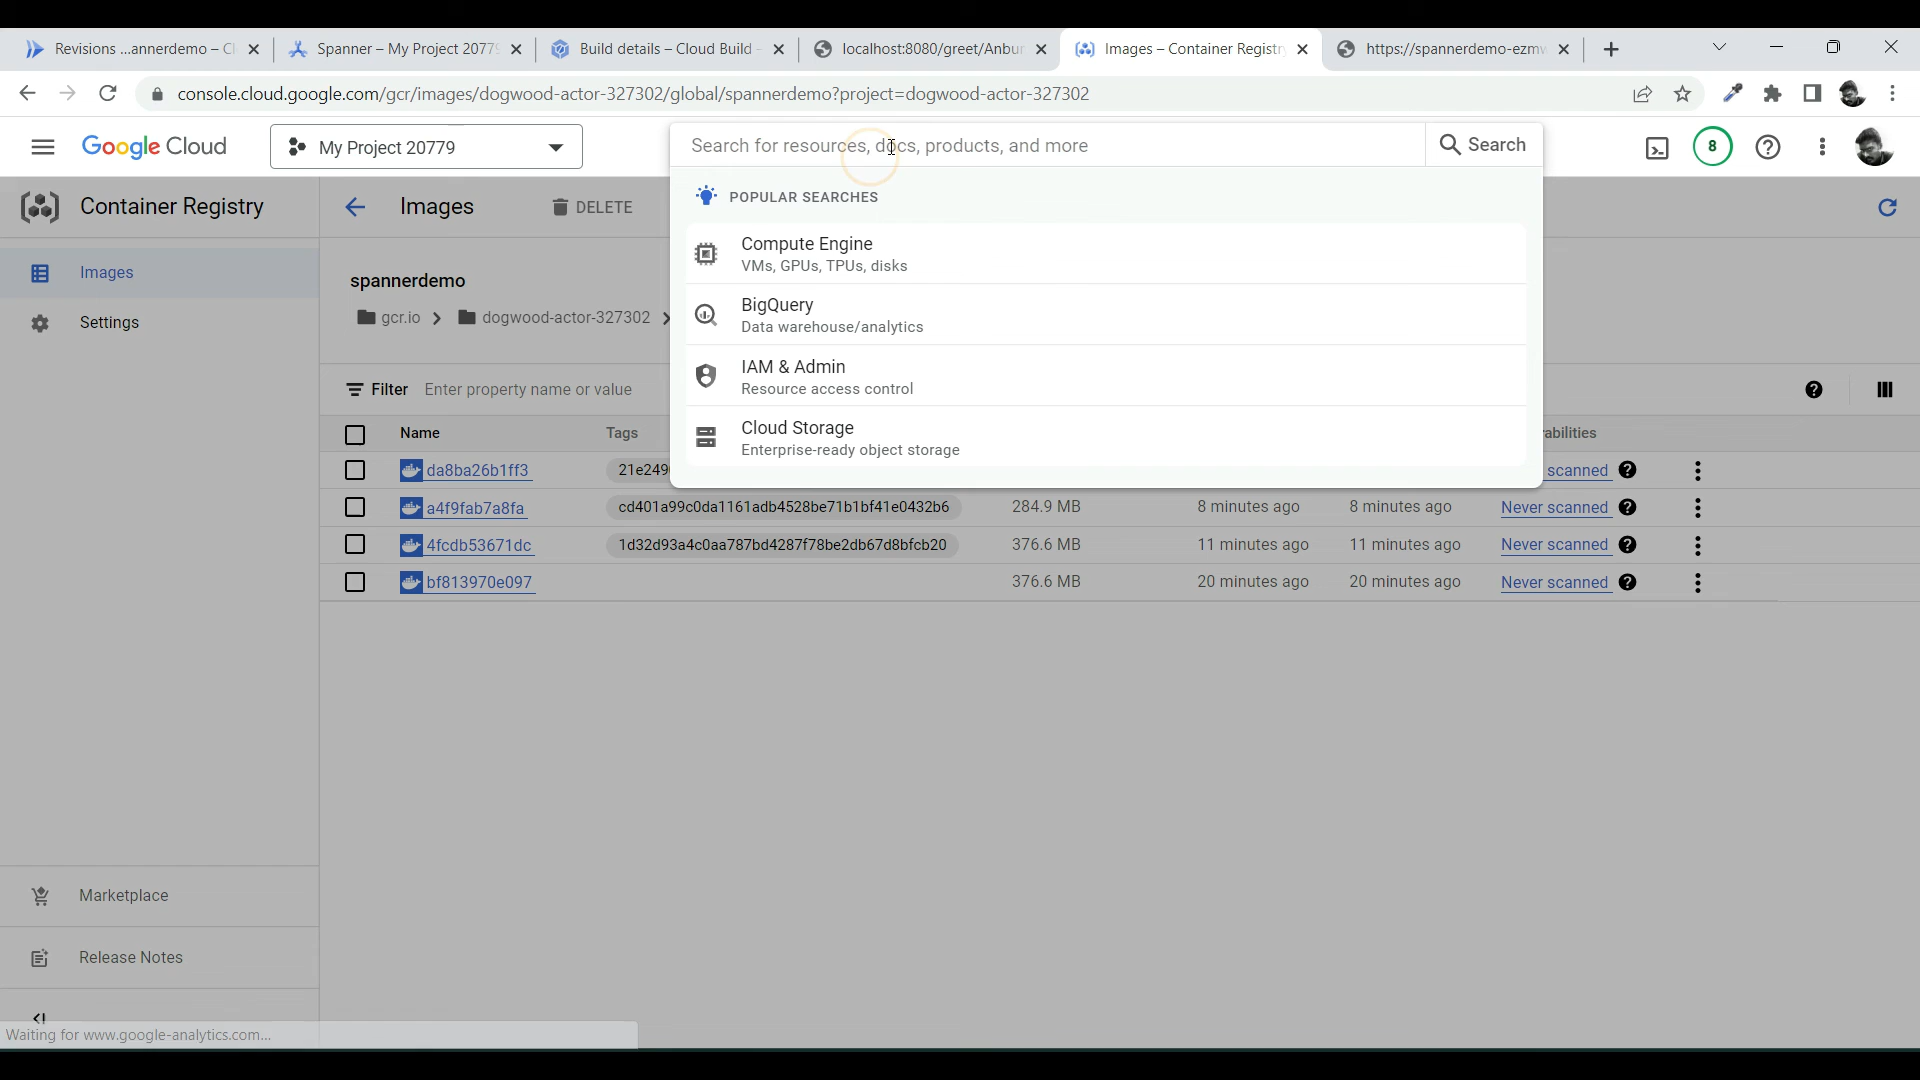 Revisions ...annerdemo – C
Spanner – My Project 2077
Build details – Cloud Build –
localhost:8080/greet/Anbu
Images – Container Registr
https://spannerdemo-ezmw
console.cloud.google.com/gcr/images/dogwood-actor-327302/global/spannerdemo?project=dogwood-actor-327302
Google Cloud
My Project 20779
Search for resources, docs, products, and more
Search
8
Container Registry
Images
DELETE
POPULAR SEARCHES
Images
Settings
spannerdemo
gcr.io
dogwood-actor-327302
Compute Engine
VMs, GPUs, TPUs, disks
BigQuery
Data warehouse/analytics
IAM & Admin
Resource access control
Cloud Storage
Enterprise-ready object storage
Filter Enter property name or value
Name Tags abilities
da8ba26b1ff3 21e249 scanned
a4f9fab7a8fa cd401a99c0da1161adb4528be71b1bf41e0432b6 284.9 MB 8 minutes ago 8 minutes ago Never scanned
4fcdb53671dc 1d32d93a4c0aa787bd4287f78be2db67d8bfcb20 376.6 MB 11 minutes ago 11 minutes ago Never scanned
bf813970e097 376.6 MB 20 minutes ago 20 minutes ago Never scanned
Marketplace
Release Notes
Waiting for www.google-analytics.com...